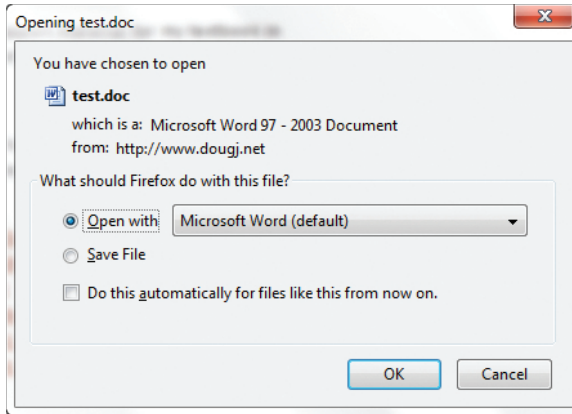 Opening test.doc
You have chosen to open
test.doc
which is a: Microsoft Word 97 - 2003 Document
from: http://www.dougj.net
What should Firefox do with this file?
Open with Microsoft Word (default)
Save File
Do this automatically for files like this from now on.
OK Cancel